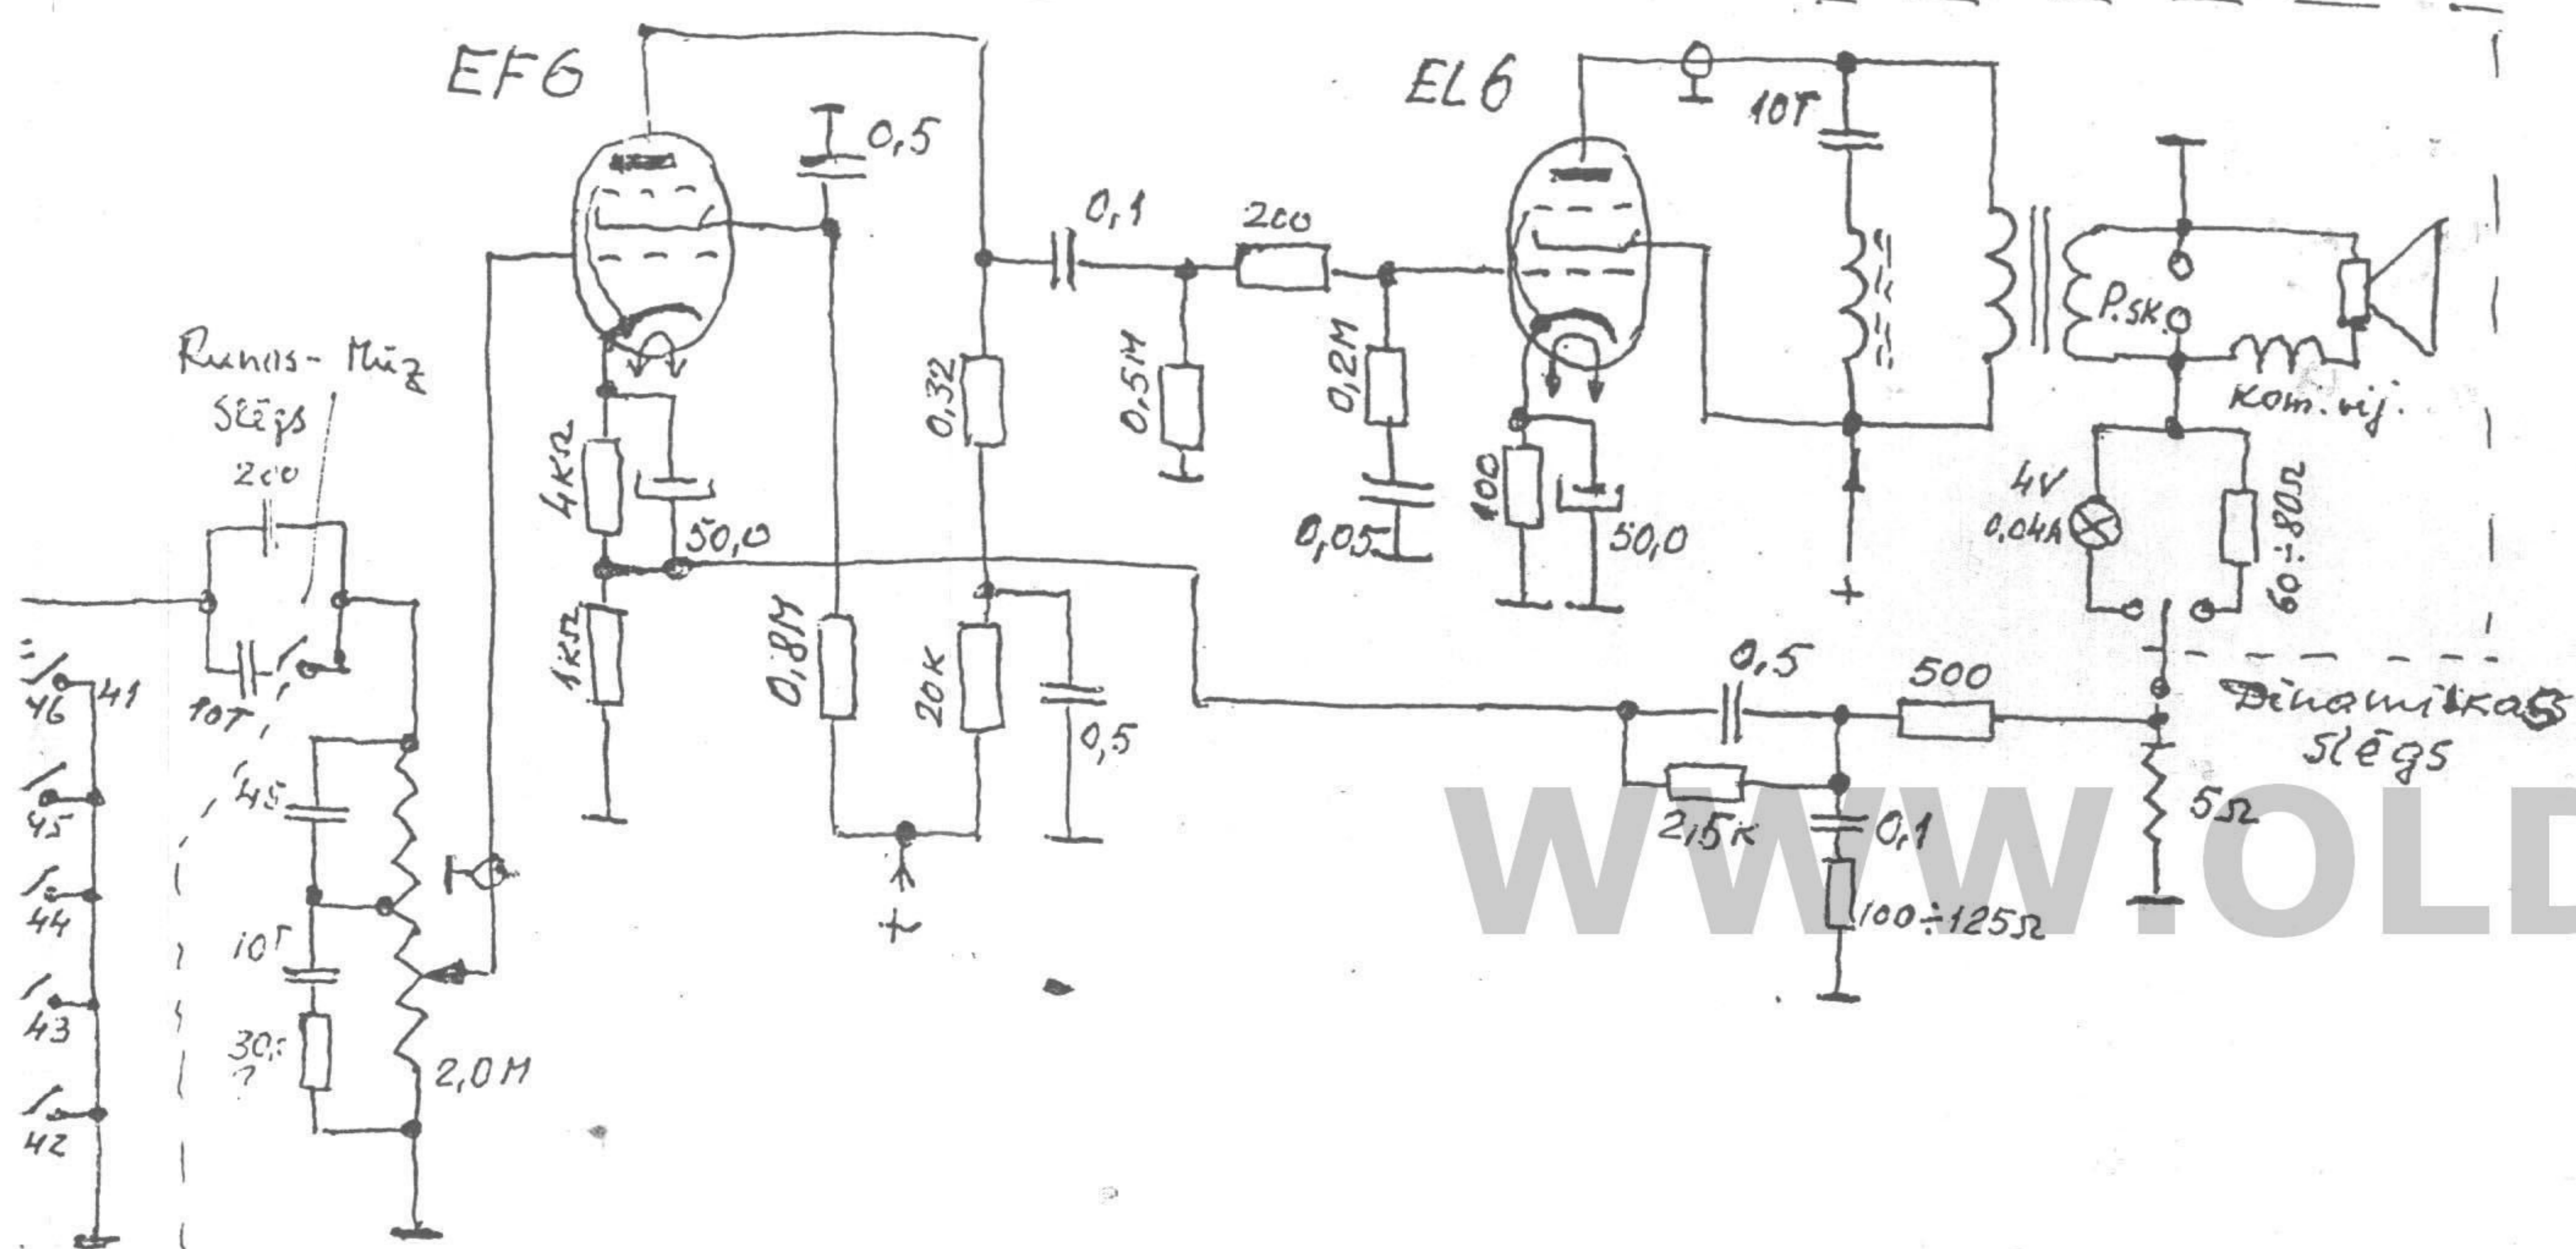 EF6
0,5
EL6
10T
0,1
200
Runas - Mūz
Slēgs
200
4KΩ
50,0
0,32
0,5M
0,2M
0,05
100
50,0
P.sk.
Kom.vij.
4V
0,04A
60÷80Ω
+
1KΩ
0,8M
20K
0,5
+
10T
46
41
45
44
43
42
45
10T
2,0M
0,5
500
2,5K
0,1
100÷125Ω
5Ω
slēgs
WWW.OLD